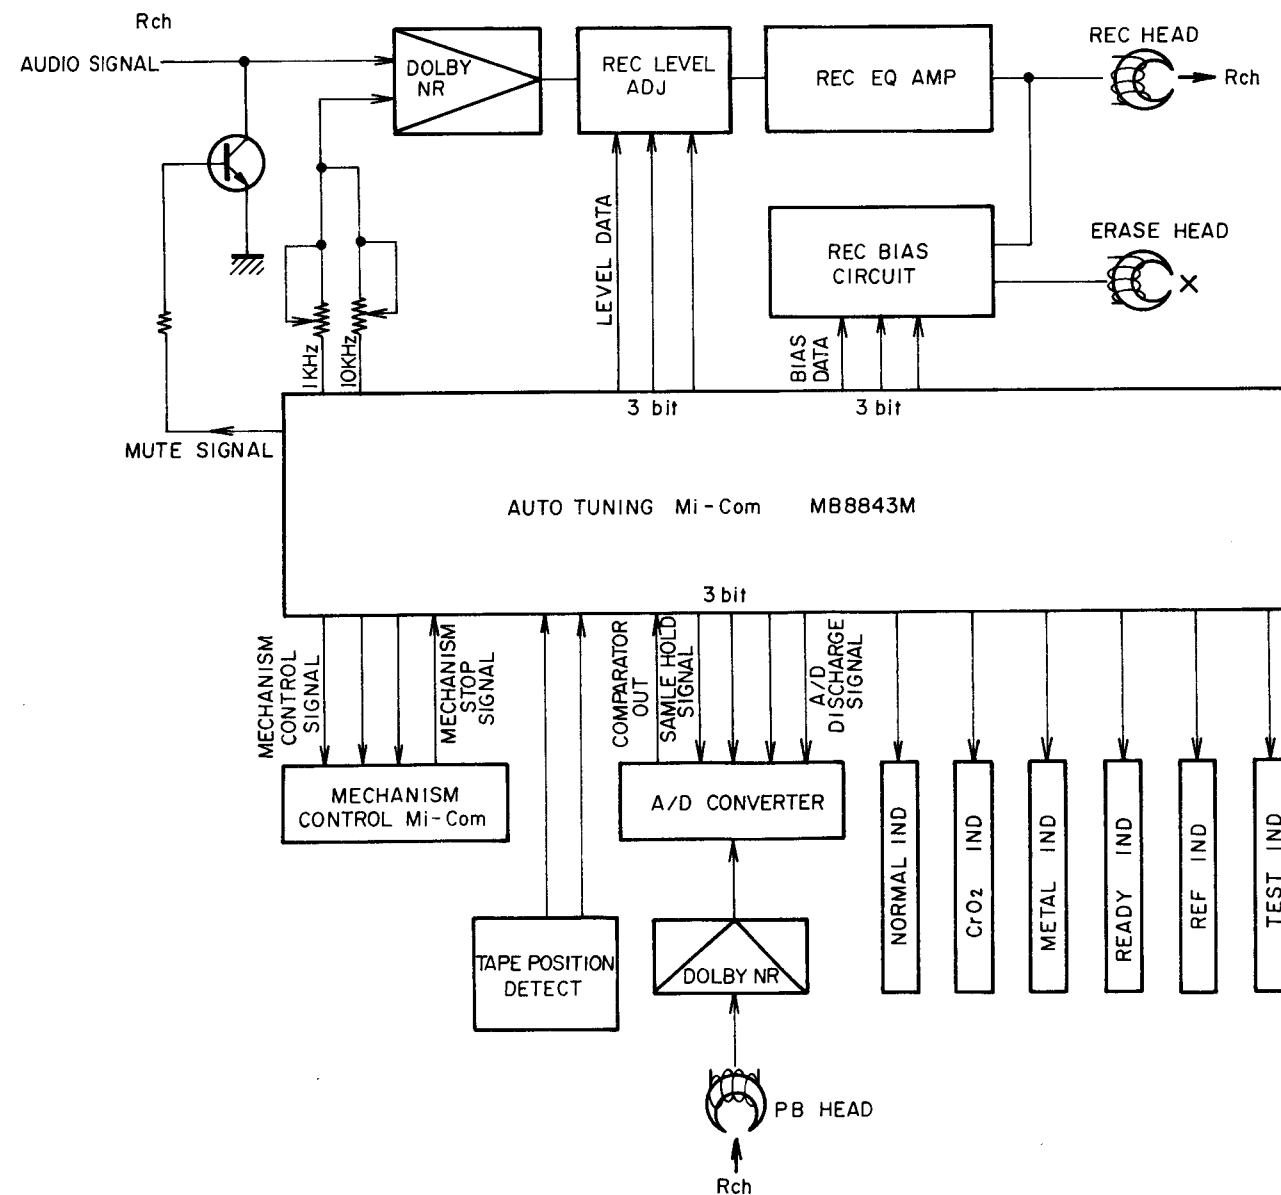 Rch
AUDIO SIGNAL
DOLBY
NR
REC LEVEL
ADJ
REC EQ AMP
REC HEAD
Rch
LEVEL DATA
REC BIAS
CIRCUIT
ERASE HEAD
1KHz
10KHz
BIAS
DATA
3 bit
3 bit
MUTE SIGNAL
AUTO TUNING Mi-Com MB8843M
3 bit
MECHANISM
CONTROL
SIGNAL
MECHANISM
STOP
SIGNAL
COMPARATOR
OUT
SAMLE HOLD
SIGNAL
A/D
DISCHARGE
SIGNAL
MECHANISM
CONTROL Mi-Com
A/D CONVERTER
NORMAL IND
CrO2 IND
METAL IND
READY IND
REF IND
TEST IND
TAPE POSITION
DETECT
DOLBY NR
PB HEAD
Rch